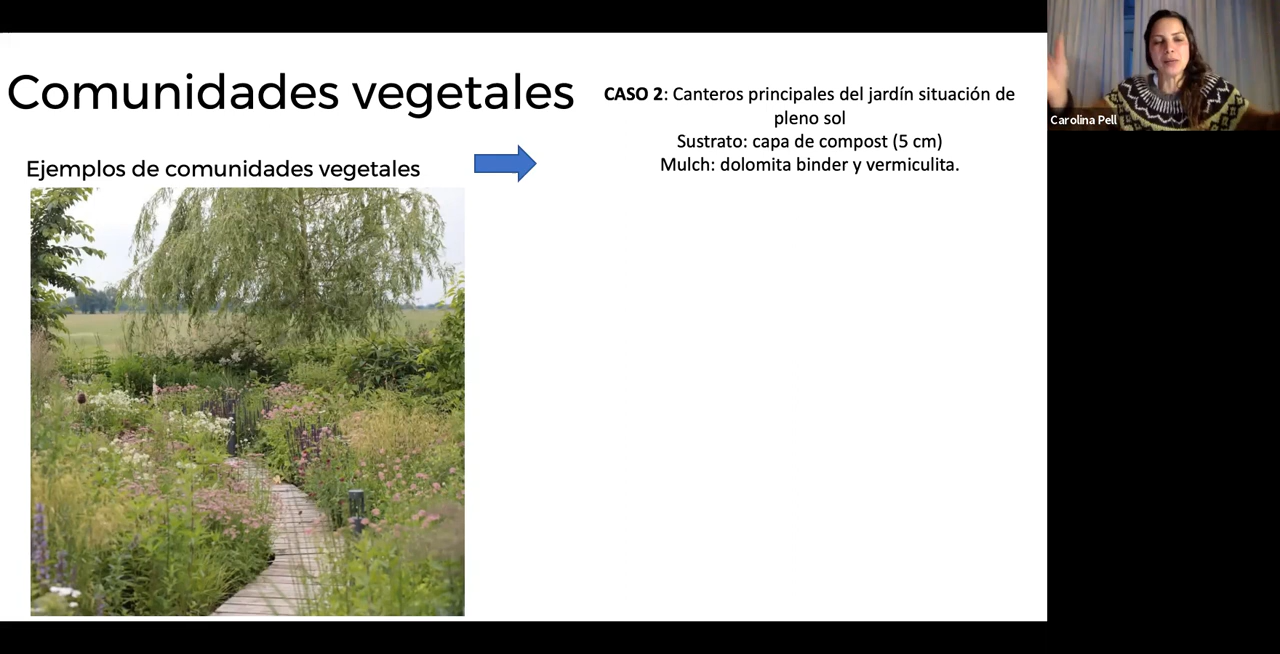 Comunidades vegetales
Ejemplos de comunidades vegetales
CASO 2: Canteros principales del jardín situación de
pleno sol
Sustrato: capa de compost (5 cm)
Mulch: dolomita binder y vermiculita.
Carolina Pell